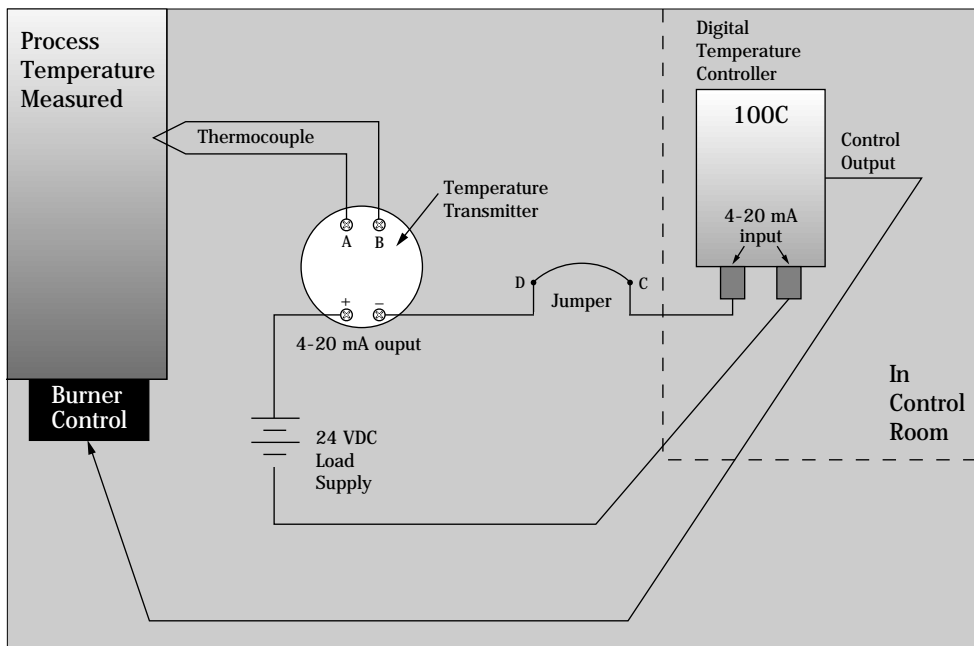 Process
Temperature
Measured
Thermocouple
Temperature
Transmitter
A
B
+
–
4-20 mA ouput
D
C
Jumper
Digital
Temperature
Controller
100C
4-20 mA
input
Control
Output
Burner
Control
24 VDC
Load
Supply
In
Control
Room